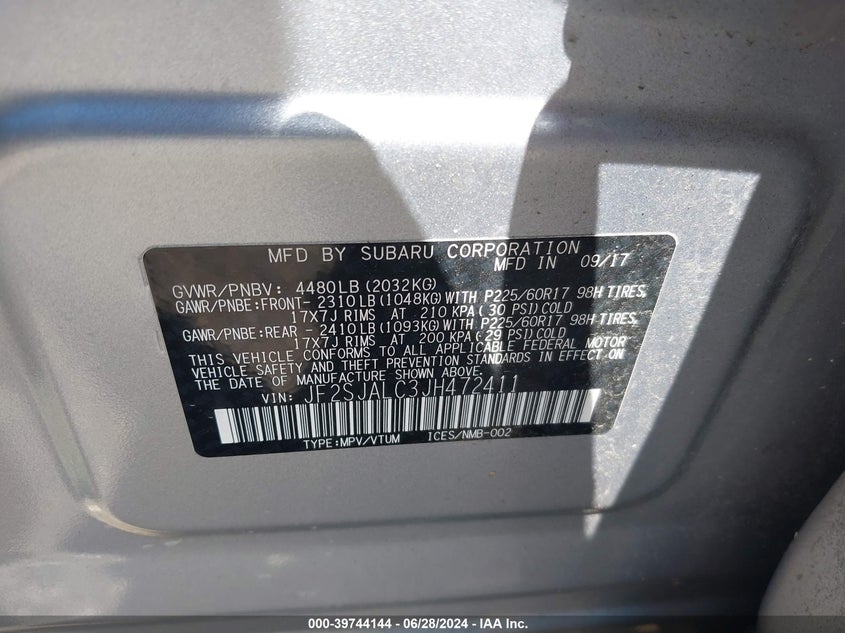 MFD BY SUBARU CORPORATION
MFD IN 09/17
GVWR/PNBV: 4480LB(2032KG)
GAWR/PNBE:FRONT- 2310LB(1048KG)WITH P225/60R17 98H TIRES,
17X7J RIMS AT 210 KPA( 30 PSI)COLD
GAWR/PNBE:REAR - 2410LB(1093KG)WITH P225/60R17 98H TIRES,
17X7J RIMS AT 200 KPA( 29 PSI)COLD
THIS VEHICLE CONFORMS TO ALL APPLICABLE FEDERAL MOTOR
VEHICLE SAFETY AND THEFT PREVENTION STANDARDS IN EFFECT ON
THE DATE OF MANUFACTURE SHOWN ABOVE.
VIN: JF2SJALC3JH472411
TYPE:MPV/VTUM ICES/NMB-002
000-39744144 - 06/28/2024 - IAA Inc.